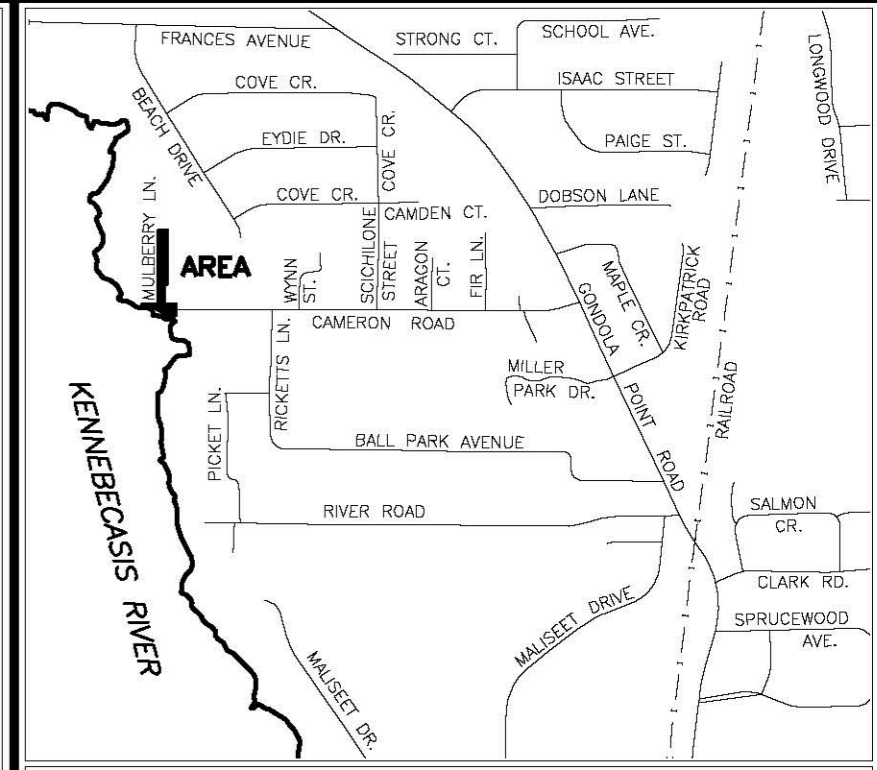 FRANCES AVENUE
STRONG CT.
SCHOOL AVE.
LONGWOOD DRIVE
COVE CR.
ISAAC STREET
BEACH DRIVE
EYDIE DR.
COVE CR.
PAIGE ST.
COVE CR.
CAMDEN CT.
DOBSON LANE
MULBERRY LN.
AREA
WYNN
ST.
SCICHILONE
STREET
ARAGON
CT.
FIR LN.
GONDOLA
POINT
ROAD
MAPLE CR.
KIRKPATRICK
ROAD
CAMERON ROAD
RICKETTS LN.
MILLER
PARK DR.
RAILROAD
PICKET LN.
BALL PARK AVENUE
KENNEBECASIS RIVER
RIVER ROAD
SALMON
CR.
CLARK RD.
MALISEET DRIVE
SPRUCEWOOD
AVE.
MALISEET DR.